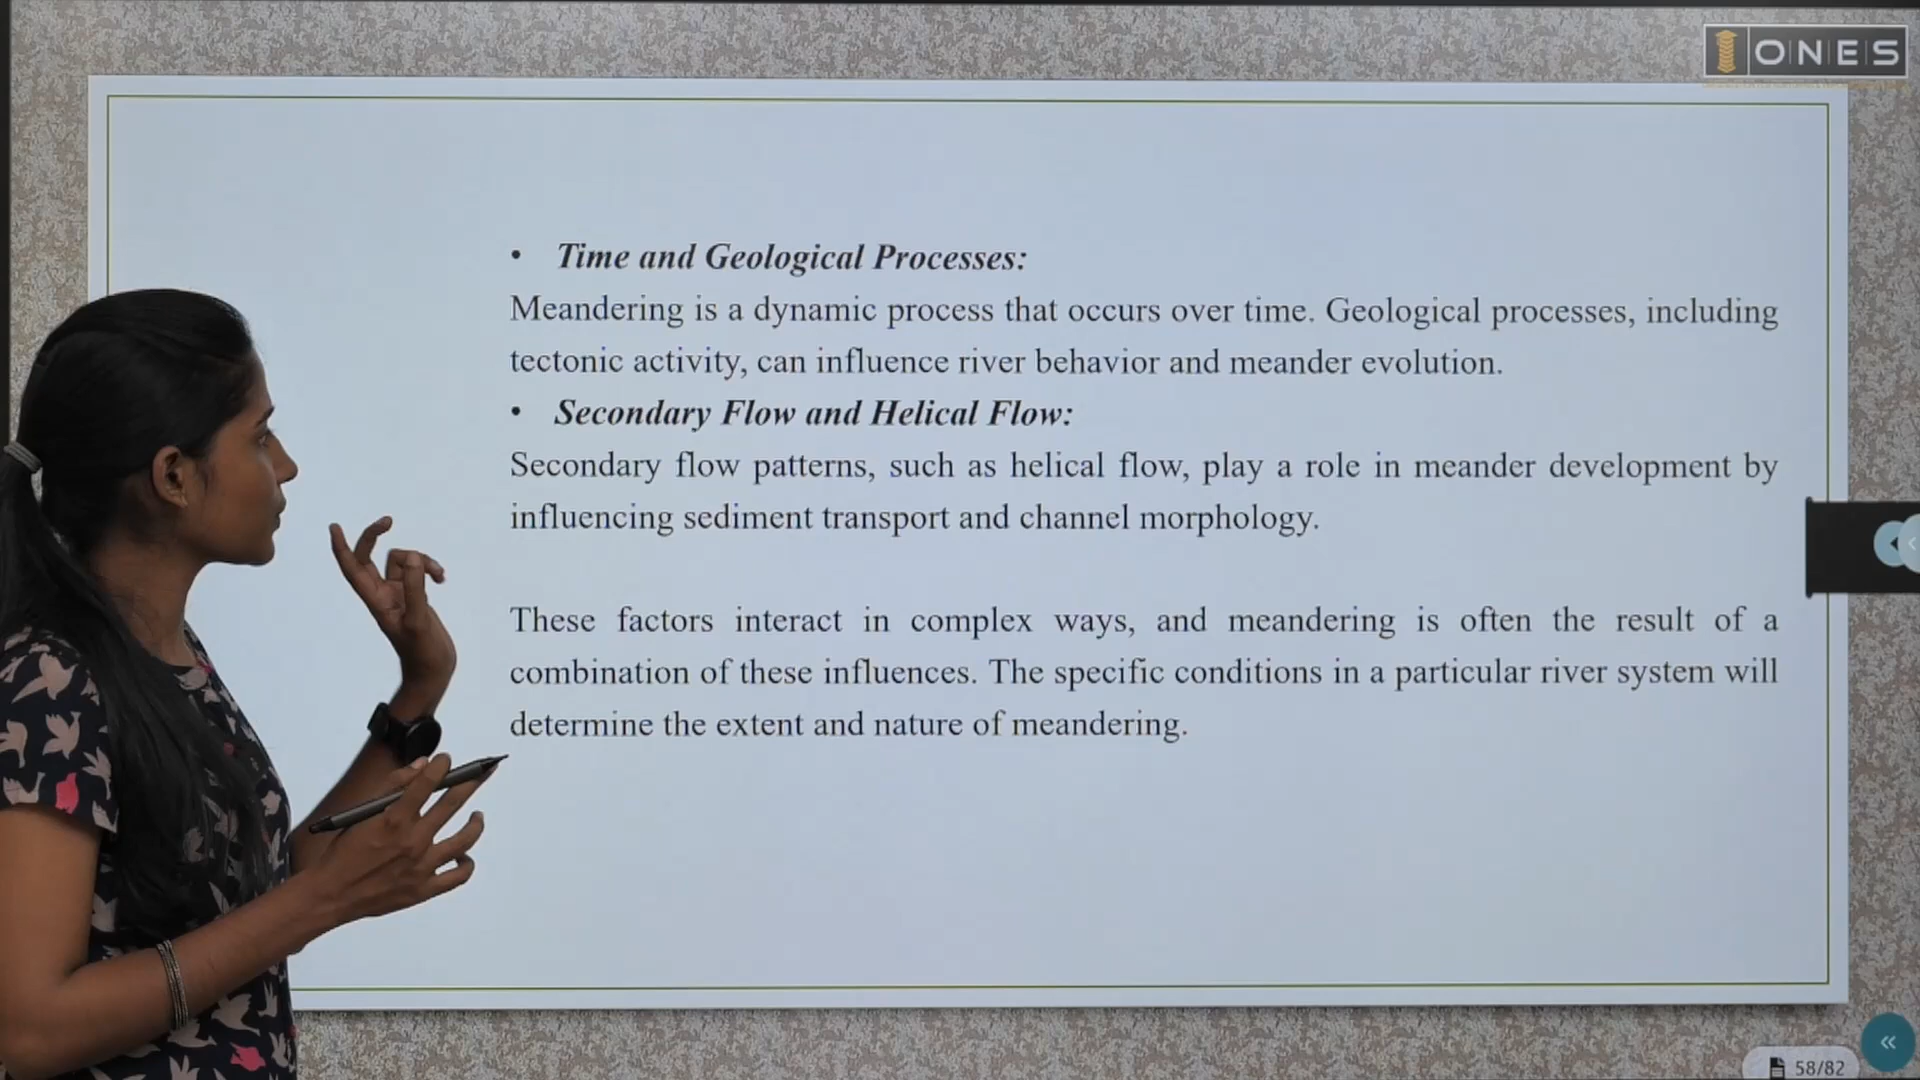 ONES
• Time and Geological Processes:
Meandering is a dynamic process that occurs over time. Geological processes, including
tectonic activity, can influence river behavior and meander evolution.
• Secondary Flow and Helical Flow:
Secondary flow patterns, such as helical flow, play a role in meander development by
influencing sediment transport and channel morphology.
These factors interact in complex ways, and meandering is often the result of a
combination of these influences. The specific conditions in a particular river system will
determine the extent and nature of meandering.
58/82